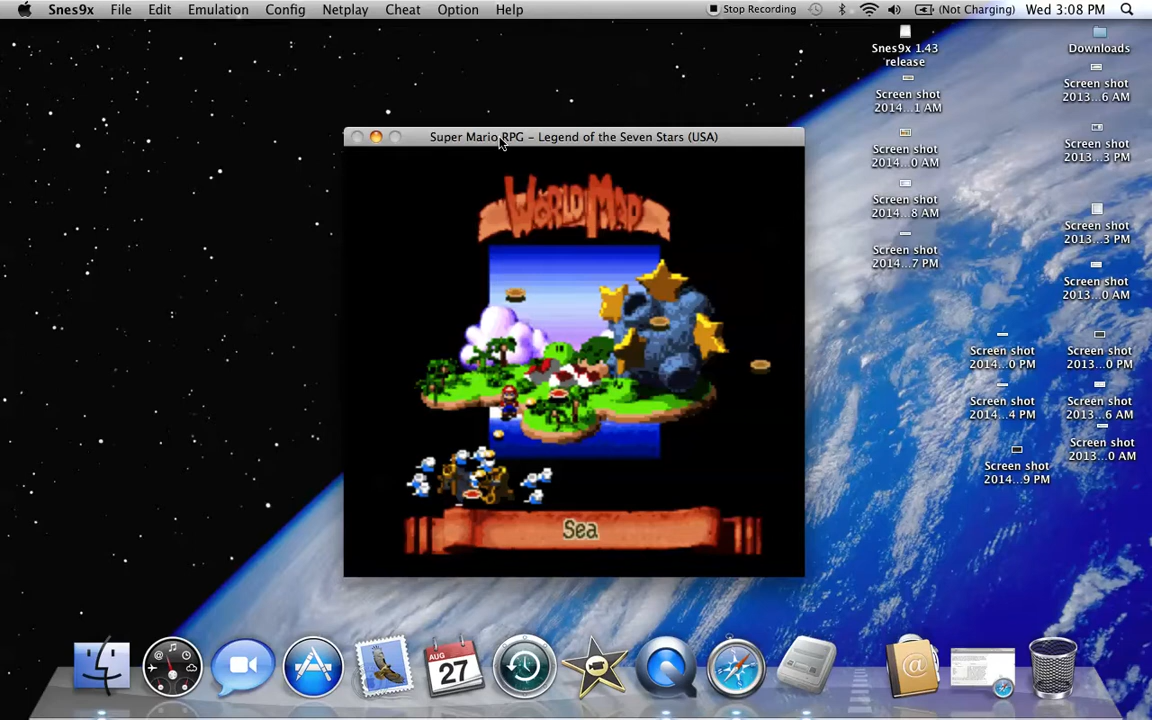 Snes9x File Edit Emulation Config Netplay Cheat Option Help Stop Recording (Not Charging) Wed 3:08 PM
Snes9x 1.43
release
Downloads
Screen shot
2014...1 AM
Screen shot
2013...6 AM
Screen shot
2014...0 AM
Screen shot
2013...3 PM
Screen shot
2014...8 AM
Screen shot
2013...3 PM
Screen shot
2014...7 PM
Screen shot
2013...0 AM
Screen shot
2014...0 PM
Screen shot
2013...0 PM
Screen shot
2014...4 PM
Screen shot
2013...6 AM
Screen shot
2013...0 AM
Screen shot
2014...9 PM
Super Mario RPG – Legend of the Seven Stars (USA)
WORLD MAP
Sea
AUG
27